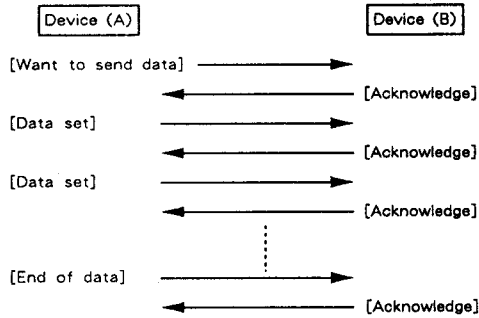 Device (A) Device (B)
[Want to send data]
[Acknowledge]
[Data set]
[Acknowledge]
[Data set]
[Acknowledge]
[End of data]
[Acknowledge]